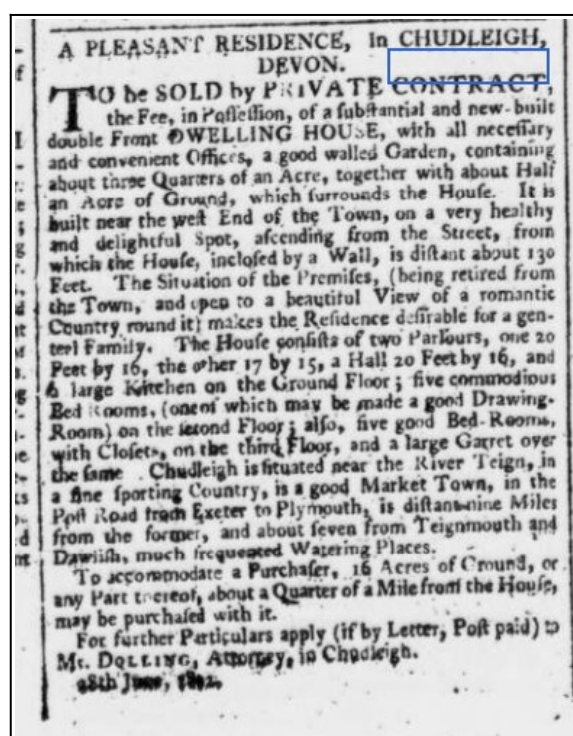 A PLEASANT RESIDENCE, in CHUDLEIGH,
DEVON.
TO be SOLD by PRIVATE CONTRACT,
the Fee, in Poſſeſſion, of a ſubſtantial and new-built
double Front DWELLING HOUSE, with all neceſſary
and convenient Offices, a good walled Garden, containing
about three Quarters of an Acre, together with about Half
an Acre of Ground, which ſurrounds the Houſe. It is
built near the weſt End of the Town, on a very healthy
and delightful Spot, aſcending from the Street, from
which the Houſe, incloſed by a Wall, is diſtant about 130
Feet. The Situation of the Premiſes, (being retired from
the Town, and open to a beautiful View of a romantic
Country round it) makes the Reſidence deſirable for a gen-
teel Family. The Houſe conſiſts of two Parlours, one 20
Feet by 16, the other 17 by 15, a Hall 20 Feet by 16, and
a large Kitchen on the Ground Floor; five commodious
Bed Rooms, (one of which may be made a good Drawing-
Room) on the ſecond Floor; alſo, five good Bed-Rooms,
with Cloſets, on the third Floor, and a large Garret over
the ſame. Chudleigh is ſituated near the River Teign, in
a fine ſporting Country, is a good Market Town, in the
Poſt Road from Exeter to Plymouth, is diſtant nine Miles
from the former, and about ſeven from Teignmouth and
Dawliſh, much frequented Watering Places.
To accommodate a Purchaſer, 16 Acres of Ground, or
any Part thereof, about a Quarter of a Mile from the Houſe,
may be purchaſed with it.
For further Particulars apply (if by Letter, Poſt paid) to
Mr. DOLLING, Attorney, in Chudleigh.
28th June,